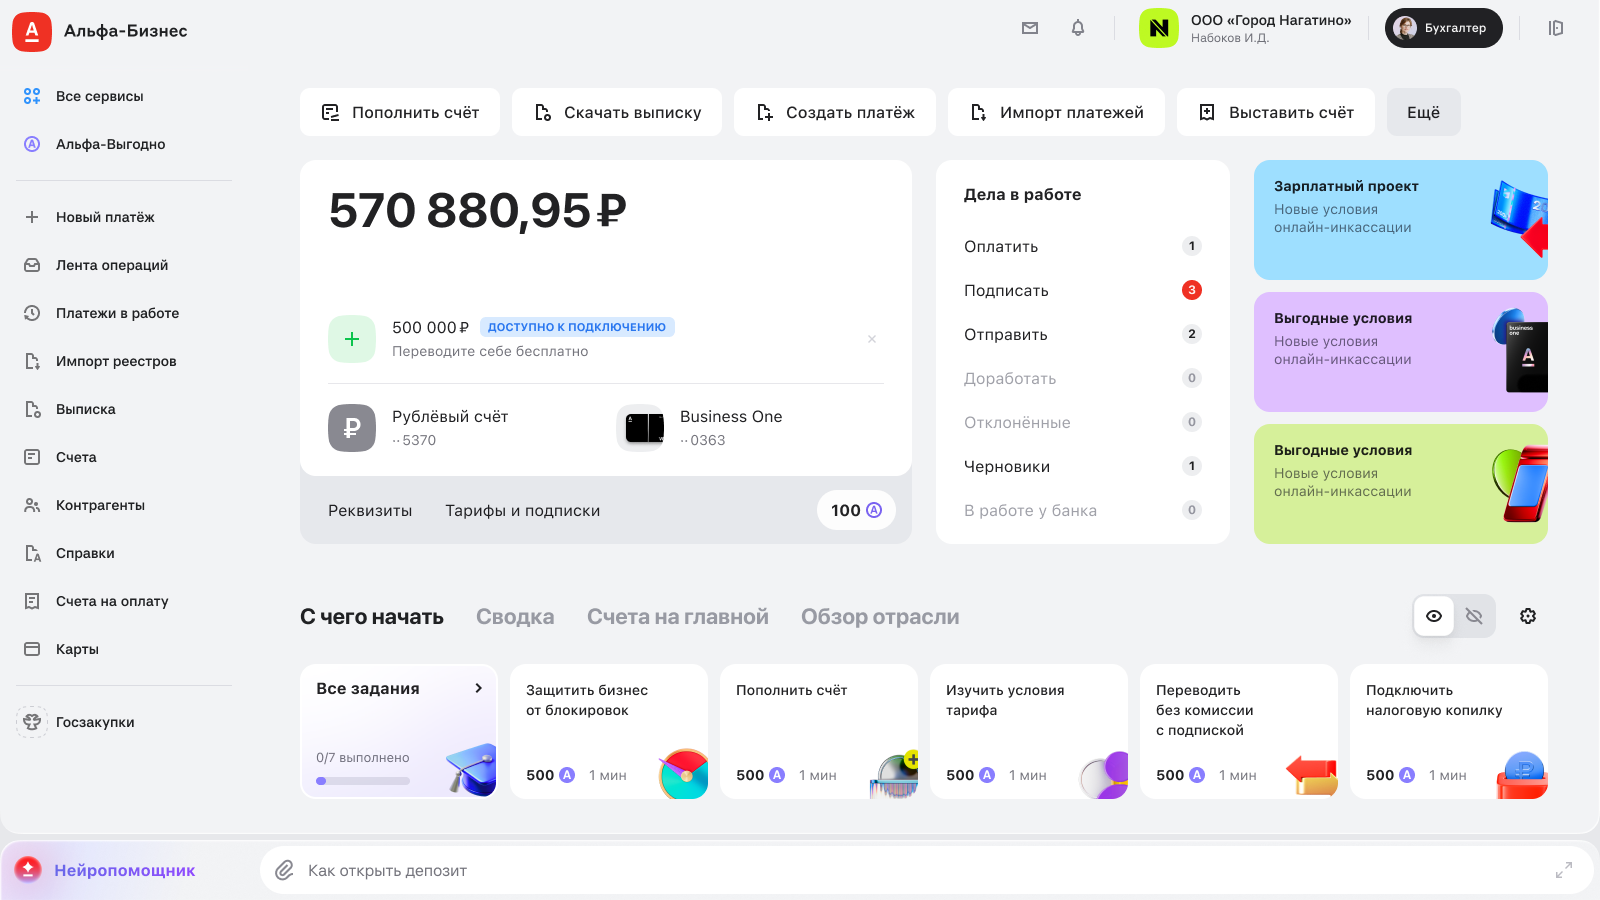 Альфа-Бизнес
ООО «Город Нагатино»
Набоков И.Д.
Бухгалтер
Все сервисы
Альфа-Выгодно
Новый платёж
Лента операций
Платежи в работе
Импорт реестров
Выписка
Счета
Контрагенты
Справки
Счета на оплату
Карты
Госзакупки
Пополнить счёт
Скачать выписку
Создать платёж
Импорт платежей
Выставить счёт
Ещё
570 880,95 ₽
500 000 ₽ ДОСТУПНО К ПОДКЛЮЧЕНИЮ
Переводите себе бесплатно
Рублёвый счёт
·· 5370
Business One
·· 0363
Реквизиты
Тарифы и подписки
100
Дела в работе
Оплатить 1
Подписать 3
Отправить 2
Доработать 0
Отклонённые 0
Черновики 1
В работе у банка 0
Зарплатный проект
Новые условия
онлайн-инкассации
Выгодные условия
Новые условия
онлайн-инкассации
business
one
Выгодные условия
Новые условия
онлайн-инкассации
С чего начать
Сводка
Счета на главной
Обзор отрасли
Все задания
0/7 выполнено
Защитить бизнес
от блокировок
500 1 мин
Пополнить счёт
500 1 мин
Изучить условия
тарифа
500 1 мин
Переводить
без комиссии
с подпиской
500 1 мин
Подключить
налоговую копилку
500 1 мин
Нейропомощник
Как открыть депозит